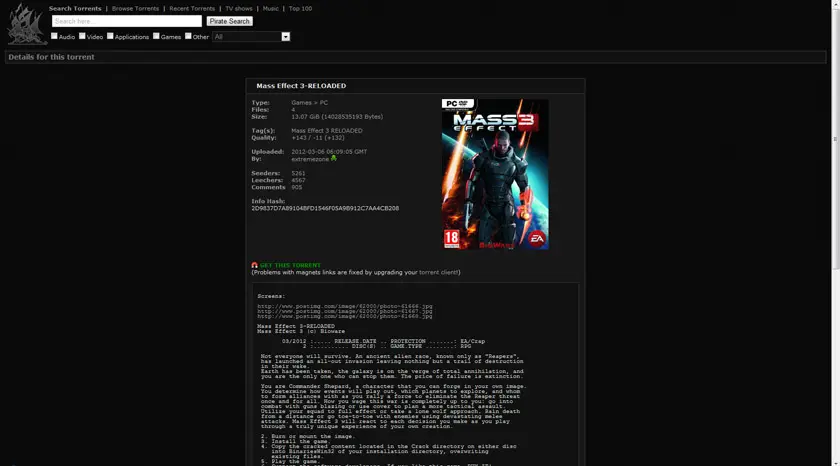 Search Torrents | Browse Torrents | Recent Torrents | TV shows | Music | Top 100
Search here... Pirate Search
Audio Video Applications Games Other All
Details for this torrent
Mass Effect 3-RELOADED
Type: Games > PC
Files: 4
Size: 13.07 GiB (14028535193 Bytes)
Tag(s): Mass Effect 3 RELOADED
Quality: +143 / -11 (+132)
Uploaded: 2012-03-06 06:09:05 GMT
By: extremezone
Seeders: 5261
Leechers: 4567
Comments 905
Info Hash:
2D9837D7A89104BFD1546F05A9B912C7AA4CB208
PC DVD
MASS
EFFECT 3
18
BIOWARE
EA
GET THIS TORRENT
(Problems with magnets links are fixed by upgrading your torrent client!)
Screens:
http://www.postimg.com/image/62000/photo-61666.jpg
http://www.postimg.com/image/62000/photo-61667.jpg
http://www.postimg.com/image/62000/photo-61668.jpg
Mass Effect 3-RELOADED
Mass Effect 3 (c) Bioware
03/2012 :..... RELEASE.DATE .. PROTECTION .......: EA/Crap
2 :.......... DISC(S) .. GAME.TYPE ........: RPG
Not everyone will survive. An ancient alien race, known only as "Reapers",
has launched an all-out invasion leaving nothing but a trail of destruction
in their wake.
Earth has been taken, the galaxy is on the verge of total annihilation, and
you are the only one who can stop them. The price of failure is extinction.
You are Commander Shepard, a character that you can forge in your own image.
You determine how events will play out, which planets to explore, and whom
to form alliances with as you rally a force to eliminate the Reaper threat
once and for all. How you wage this war is completely up to you: go into
combat with guns blazing or use cover to plan a more tactical assault.
Utilize your squad to full effect or take a lone wolf approach. Rain death
from a distance or go toe-to-toe with enemies using devastating melee
attacks. Mass Effect 3 will react to each decision you make as you play
through a truly unique experience of your own creation.
2. Burn or mount the image.
3. Install the game.
4. Copy the cracked content located in the Crack directory on either disc
into Binaries\Win32 of your installation directory, overwriting
existing files.
5. Play the game.